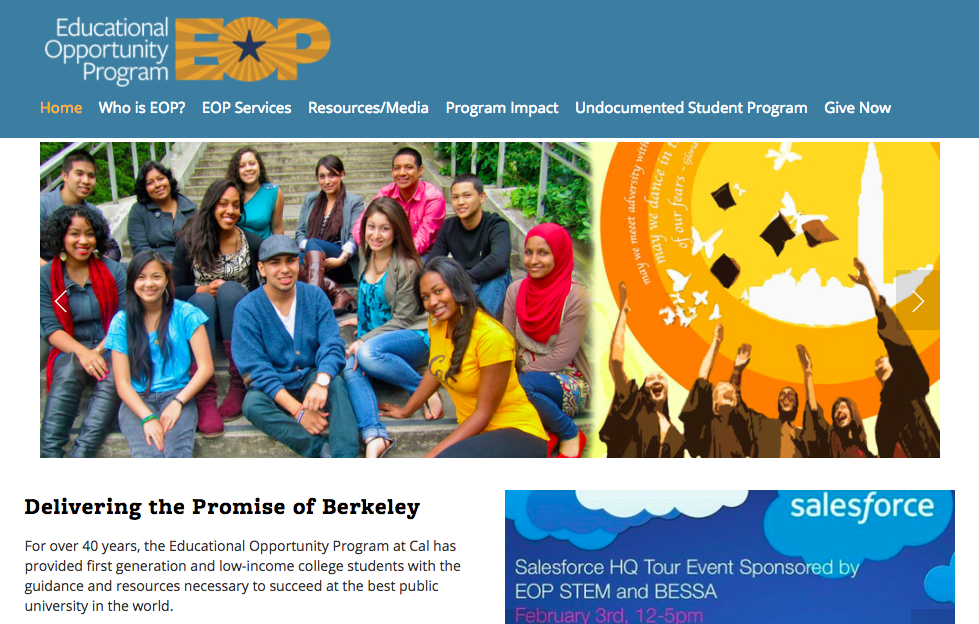 Educational
Opportunity
Program
EOP
Home Who is EOP? EOP Services Resources/Media Program Impact Undocumented Student Program Give Now
may we meet adversity with
may we dance in
of our fears - Gloria
Delivering the Promise of Berkeley
For over 40 years, the Educational Opportunity Program at Cal has
provided first generation and low-income college students with the
guidance and resources necessary to succeed at the best public
university in the world.
salesforce
Salesforce HQ Tour Event Sponsored by
EOP STEM and BESSA
February 3rd, 12-5pm